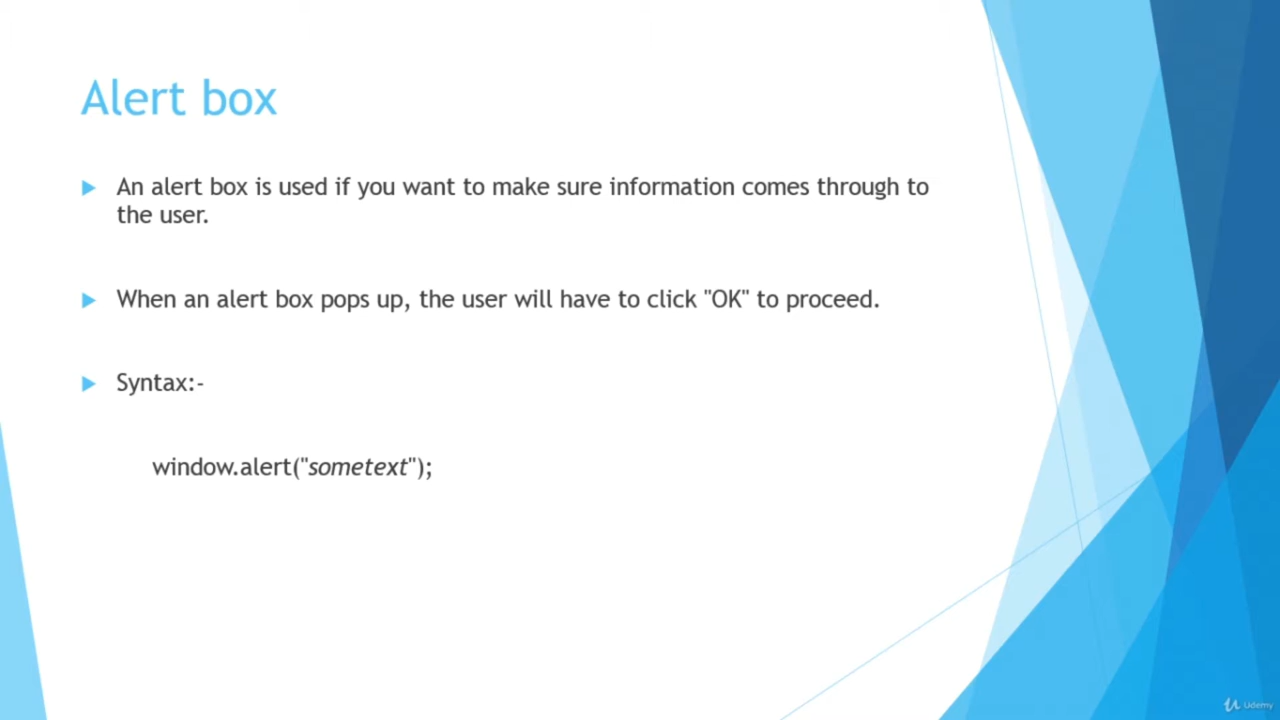 Alert box
An alert box is used if you want to make sure information comes through to
the user.
When an alert box pops up, the user will have to click "OK" to proceed.
Syntax:-
window.alert("sometext");
Udemy